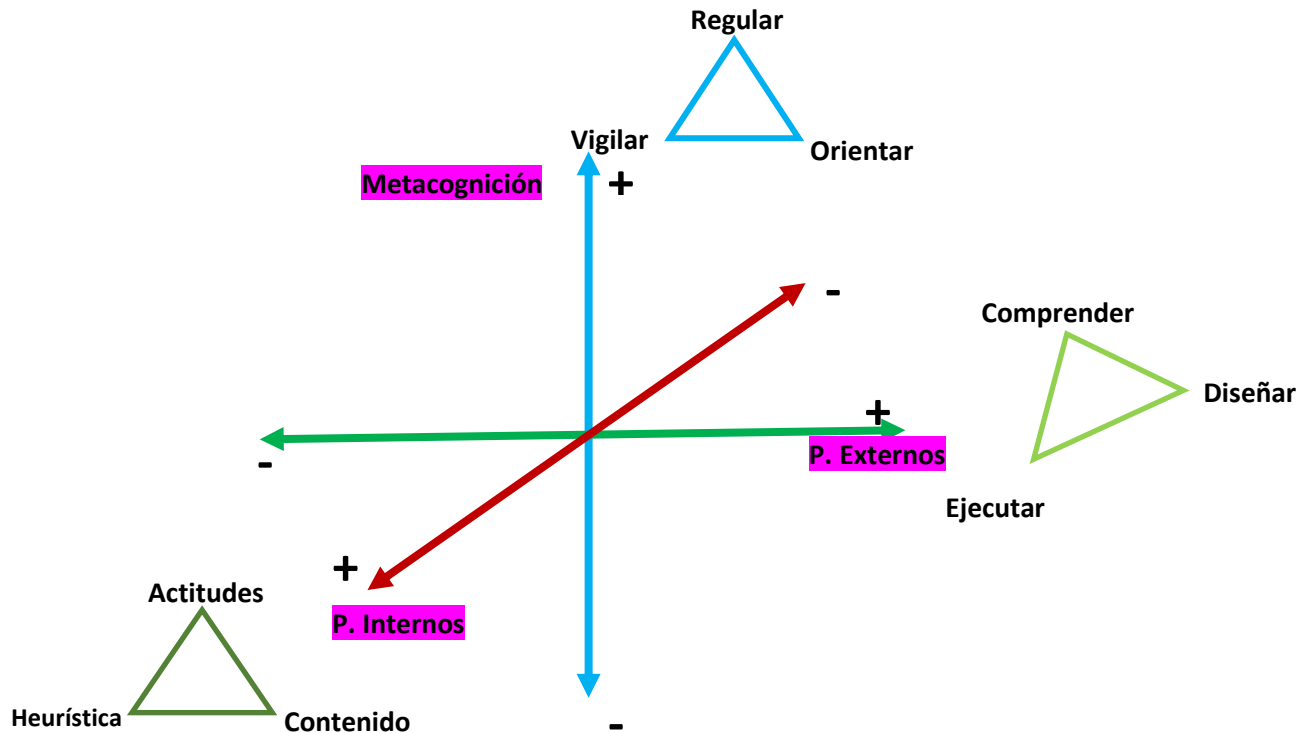 Regular
Vigilar
Orientar
Metacognición
+
-
Comprender
Diseñar
+
P. Externos
-
Ejecutar
+
Actitudes
P. Internos
Heurística
Contenido
-